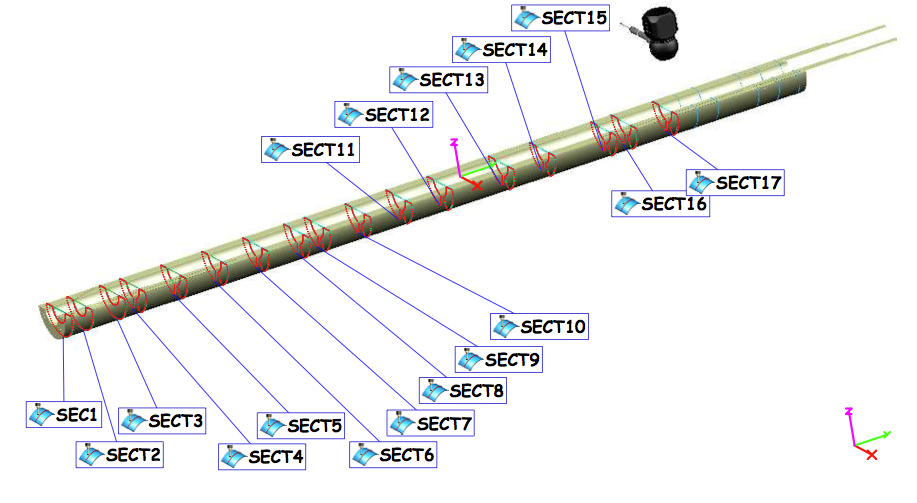 SECT15
SECT14
SECT13
SECT12
SECT11
Z
SECT17
SECT16
X
SECT10
SECT9
SECT8
SEC1
SECT3
SECT5
SECT7
SECT2
SECT4
SECT6
Z
Y
X